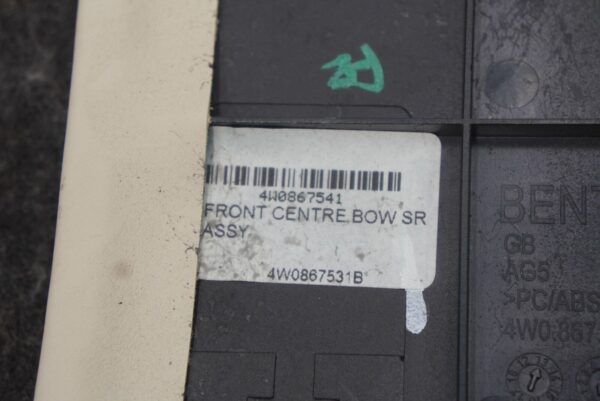 4W0867541
FRONT CENTRE BOW SR
ASSY
4W0867531B
BENT
GB
AG5
>PC/ABS
4W0.867